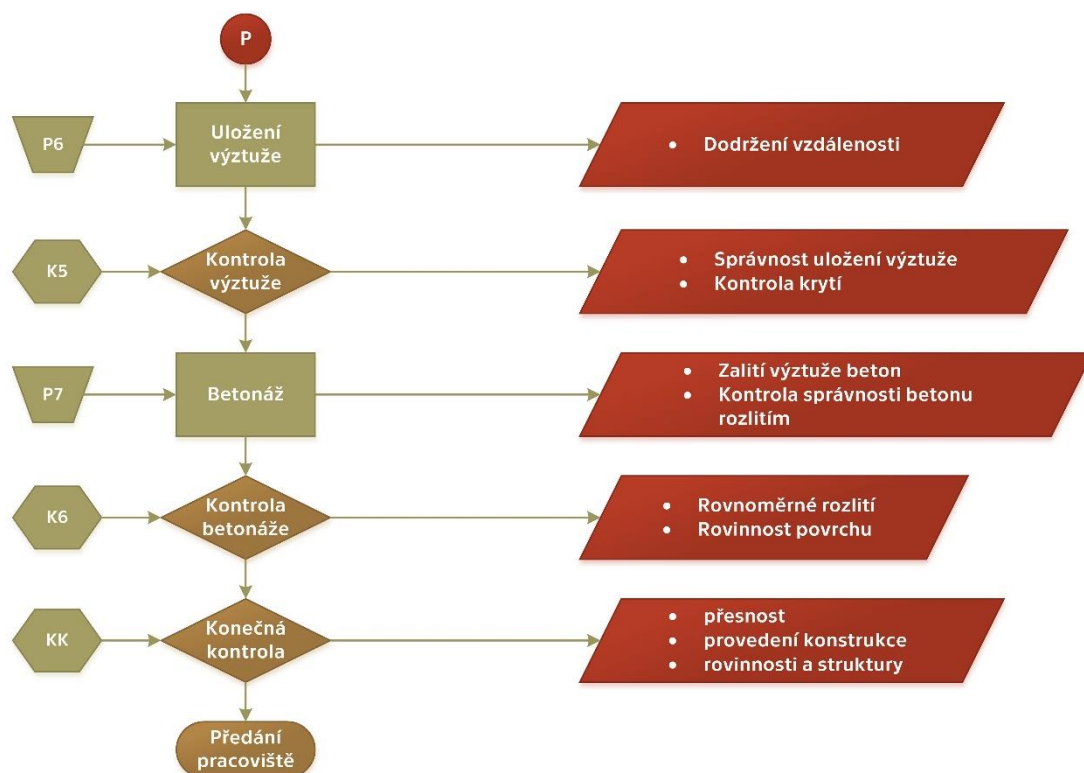 P
P6
Uložení
výztuže
• Dodržení vzdálenosti
K5
Kontrola
výztuže
• Správnost uložení výztuže
• Kontrola krytí
P7
Betonáž
• Zalití výztuže beton
• Kontrola správnosti betonu
rozlitím
K6
Kontrola
betonáže
• Rovnoměrné rozlití
• Rovinnost povrchu
KK
Konečná
kontrola
• přesnost
• provedení konstrukce
• rovinnosti a struktury
Předání
pracoviště